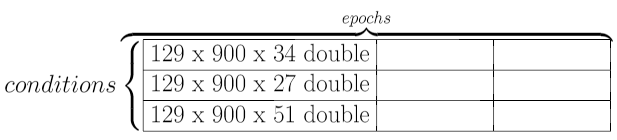 epochs
129 x 900 x 34 double
conditions
129 x 900 x 27 double
129 x 900 x 51 double